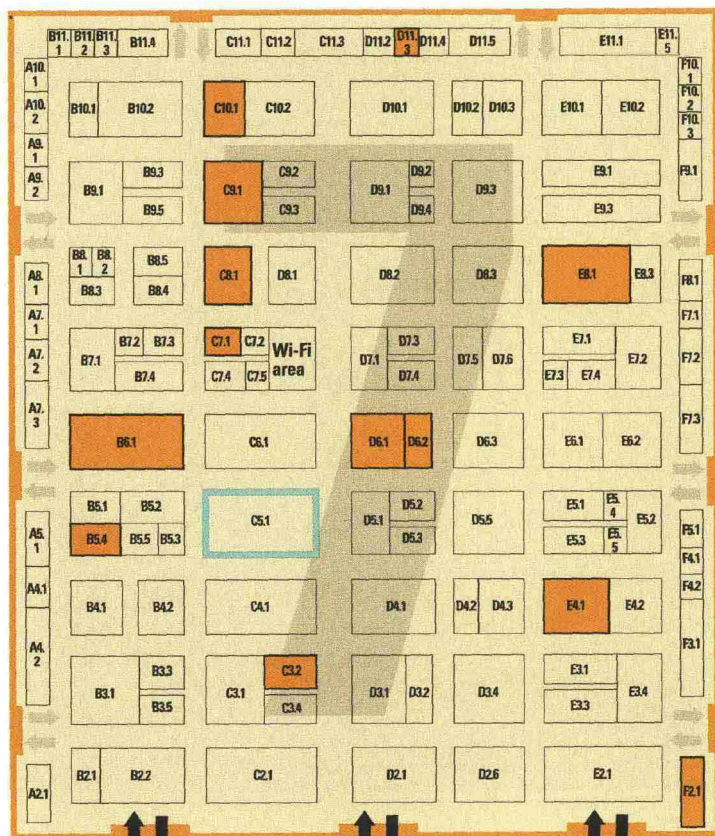 B11.1 B11.2 B11.3 B11.4 C11.1 C11.2 C11.3 D11.2 D11.3 D11.4 D11.5 E11.1 E11.5
A10.1 F10.1
A10.2 B10.1 B10.2 C10.1 C10.2 D10.1 D10.2 D10.3 E10.1 E10.2 F10.2
F10.3
A9.1
A9.2 B9.1 B9.3 C9.1 C9.2 D9.1 D9.2 D9.3 E9.1 F9.1
B9.5 C9.3 D9.4 E9.3
A8.1 B8.1 B8.2 B8.5 C8.1 D8.1 D8.2 D8.3 E8.1 E8.3 F8.1
B8.3 B8.4
A7.1 F7.1
A7.2 B7.1 B7.2 B7.3 C7.1 C7.2 Wi-Fi D7.1 D7.3 D7.5 D7.6 E7.1 E7.2 F7.2
B7.4 C7.4 C7.5 area D7.4 E7.3 E7.4
A7.3 B6.1 C6.1 D6.1 D6.2 D6.3 E6.1 E6.2 F7.3
B5.1 B5.2 C5.1 D5.1 D5.2 D5.5 E5.1 E5.4 E5.2 F5.1
A5.1 B5.4 B5.5 B5.3 D5.3 E5.3 E5.5
F4.1
A4.1 F4.2
B4.1 B4.2 C4.1 D4.1 D4.2 D4.3 E4.1 E4.2
A4.2 F3.1
B3.1 B3.3 C3.1 C3.2 D3.1 D3.2 D3.4 E3.1 E3.4
B3.5 C3.4 E3.3
A2.1 B2.1 B2.2 C2.1 D2.1 D2.6 E2.1 F2.1
7